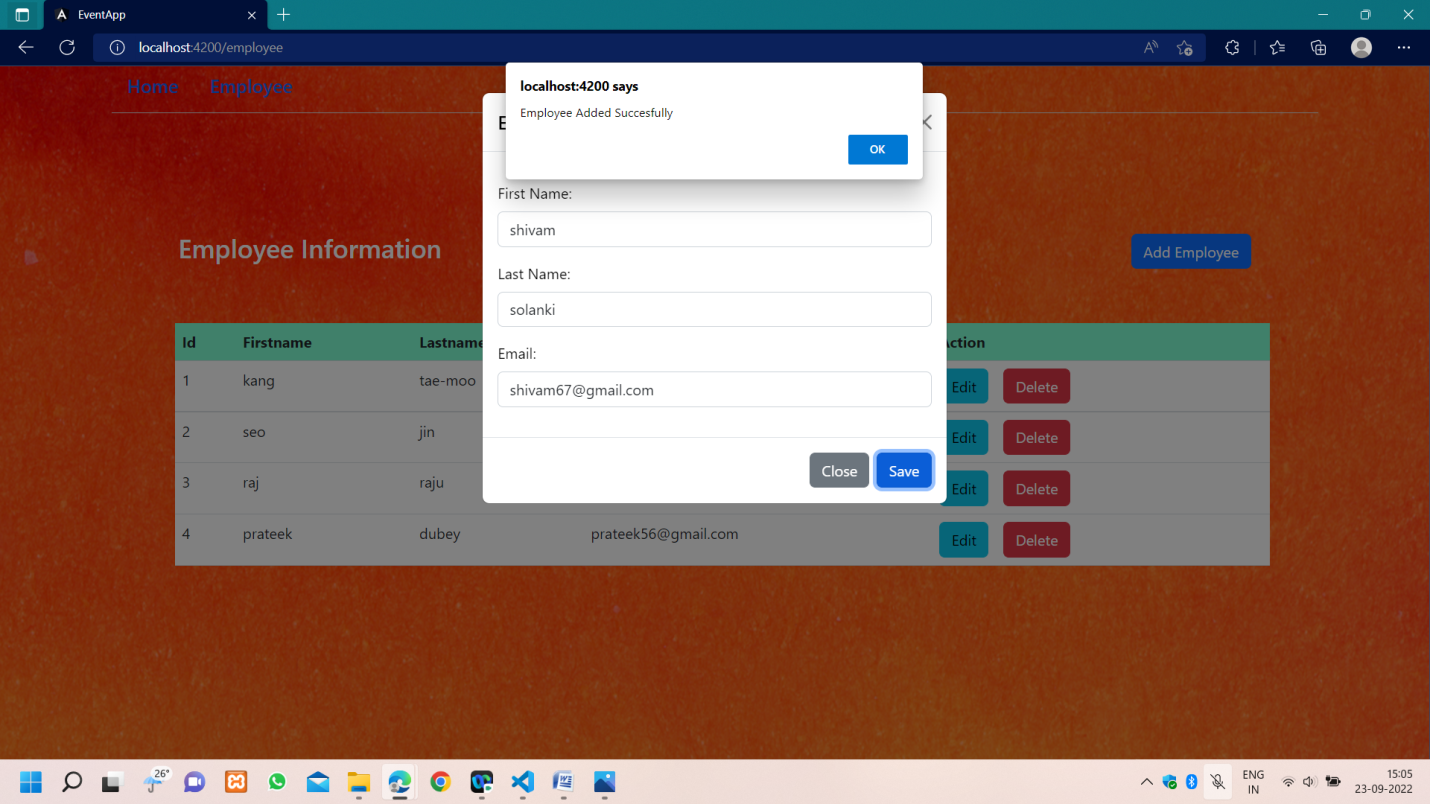 EventApp
localhost:4200/employee
Home Employee
localhost:4200 says
Employee Added Succesfully
OK
First Name:
shivam
Employee Information
Add Employee
Last Name:
solanki
Id Firstname Lastname Action
Email:
1 kang tae-moo Edit Delete
shivam67@gmail.com
2 seo jin Edit Delete
Close Save
3 raj raju Edit Delete
4 prateek dubey prateek56@gmail.com Edit Delete
26°
ENG
IN
15:05
23-09-2022